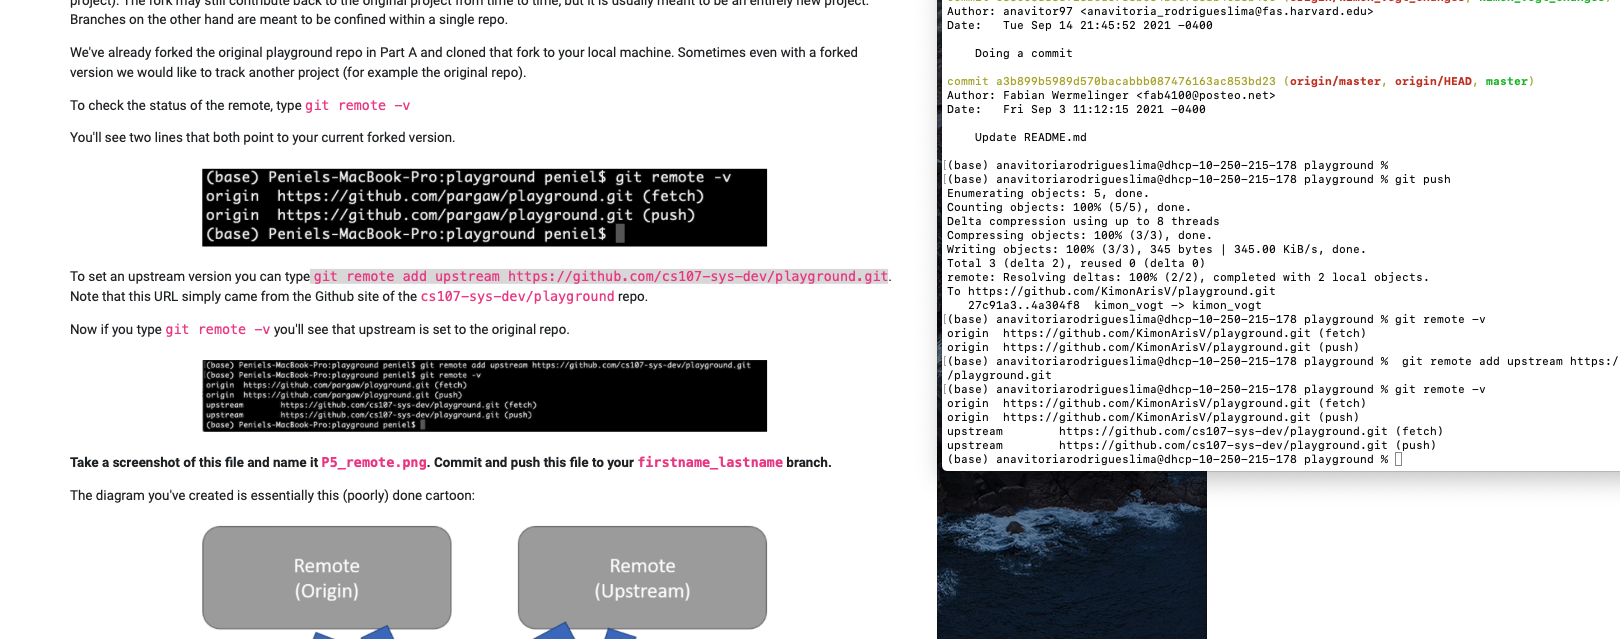 project). The fork may still contribute back to the original project from time to time, but it is usually meant to be an entirely new project.
Branches on the other hand are meant to be confined within a single repo.
We've already forked the original playground repo in Part A and cloned that fork to your local machine. Sometimes even with a forked
version we would like to track another project (for example the original repo).
To check the status of the remote, type git remote -v
You'll see two lines that both point to your current forked version.
(base) Peniels-MacBook-Pro:playground peniel$ git remote -v
origin  https://github.com/pargaw/playground.git (fetch)
origin  https://github.com/pargaw/playground.git (push)
(base) Peniels-MacBook-Pro:playground peniel$
To set an upstream version you can type git remote add upstream https://github.com/cs107-sys-dev/playground.git.
Note that this URL simply came from the Github site of the cs107-sys-dev/playground repo.
Now if you type git remote -v you'll see that upstream is set to the original repo.
(base) Peniels-MacBook-Pro:playground peniel$ git remote add upstream https://github.com/cs107-sys-dev/playground.git
(base) Peniels-MacBook-Pro:playground peniel$ git remote -v
origin  https://github.com/pargaw/playground.git (fetch)
origin  https://github.com/pargaw/playground.git (push)
upstream        https://github.com/cs107-sys-dev/playground.git (fetch)
upstream        https://github.com/cs107-sys-dev/playground.git (push)
(base) Peniels-MacBook-Pro:playground peniel$
Take a screenshot of this file and name it P5_remote.png. Commit and push this file to your firstname_lastname branch.
The diagram you've created is essentially this (poorly) done cartoon:
Remote
(Origin)
Remote
(Upstream)
Author: anavitor97 <anavitoria_rodrigueslima@fas.harvard.edu>
Date:   Tue Sep 14 21:45:52 2021 -0400
Doing a commit
commit a3b899b5989d570bacabbb087476163ac853bd23 (origin/master, origin/HEAD, master)
Author: Fabian Wermelinger <fab4100@posteo.net>
Date:   Fri Sep 3 11:12:15 2021 -0400
Update README.md
[(base) anavitoriarodrigueslima@dhcp-10-250-215-178 playground %
[(base) anavitoriarodrigueslima@dhcp-10-250-215-178 playground % git push
Enumerating objects: 5, done.
Counting objects: 100% (5/5), done.
Delta compression using up to 8 threads
Compressing objects: 100% (3/3), done.
Writing objects: 100% (3/3), 345 bytes | 345.00 KiB/s, done.
Total 3 (delta 2), reused 0 (delta 0)
remote: Resolving deltas: 100% (2/2), completed with 2 local objects.
To https://github.com/KimonArisV/playground.git
27c91a3..4a304f8  kimon_vogt -> kimon_vogt
[(base) anavitoriarodrigueslima@dhcp-10-250-215-178 playground % git remote -v
origin  https://github.com/KimonArisV/playground.git (fetch)
origin  https://github.com/KimonArisV/playground.git (push)
[(base) anavitoriarodrigueslima@dhcp-10-250-215-178 playground %  git remote add upstream https:/
/playground.git
[(base) anavitoriarodrigueslima@dhcp-10-250-215-178 playground % git remote -v
origin  https://github.com/KimonArisV/playground.git (fetch)
origin  https://github.com/KimonArisV/playground.git (push)
upstream        https://github.com/cs107-sys-dev/playground.git (fetch)
upstream        https://github.com/cs107-sys-dev/playground.git (push)
(base) anavitoriarodrigueslima@dhcp-10-250-215-178 playground %